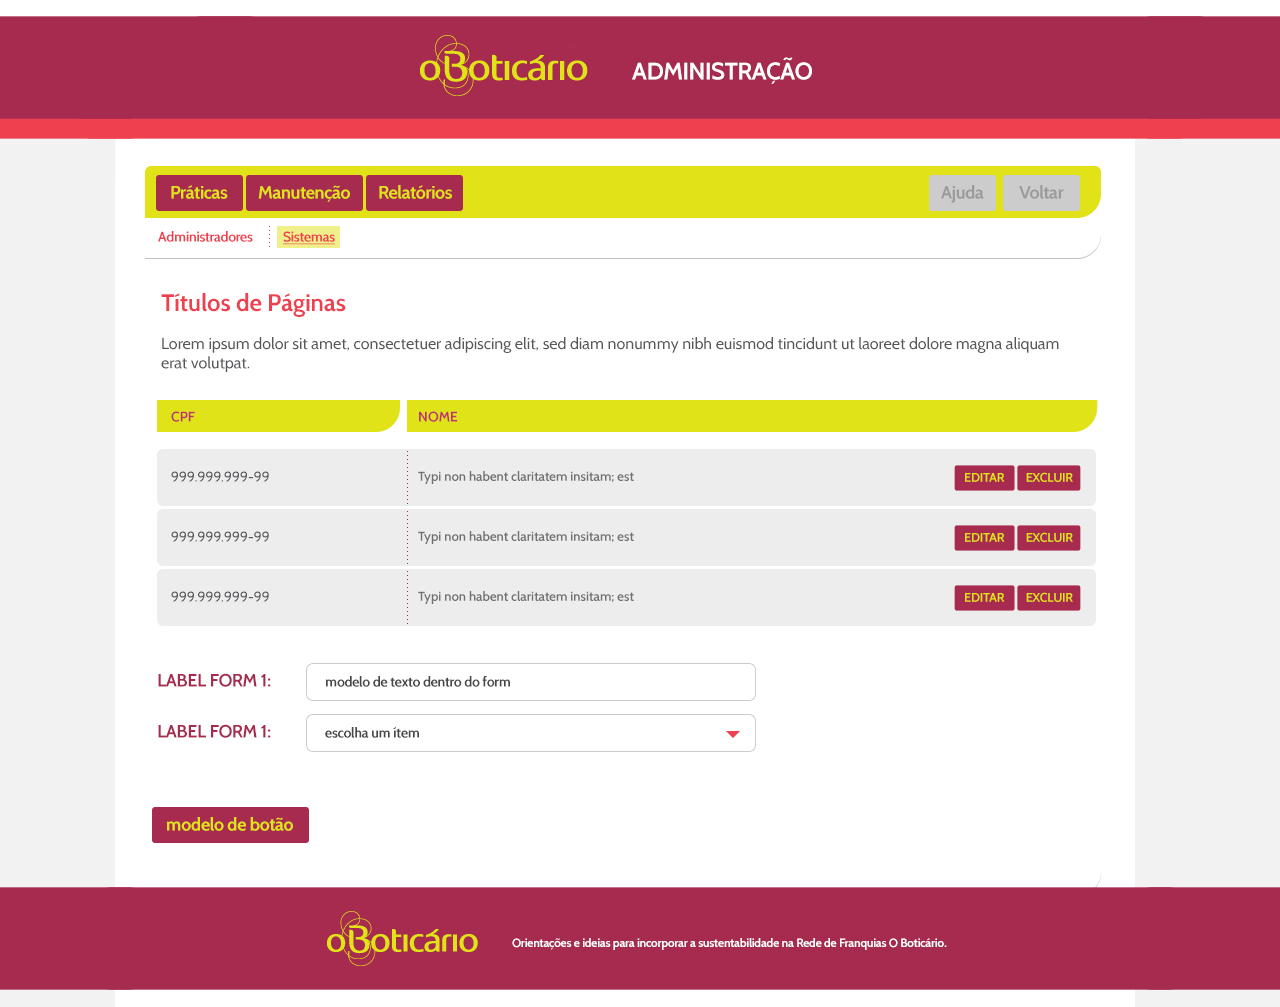 oBoticário ADMINISTRAÇÃO
Práticas Manutenção Relatórios Ajuda Voltar
Administradores Sistemas
Títulos de Páginas
Lorem ipsum dolor sit amet, consectetuer adipiscing elit, sed diam nonummy nibh euismod tincidunt ut laoreet dolore magna aliquam
erat volutpat.
CPF NOME
999.999.999-99 Typi non habent claritatem insitam; est EDITAR EXCLUIR
999.999.999-99 Typi non habent claritatem insitam; est EDITAR EXCLUIR
999.999.999-99 Typi non habent claritatem insitam; est EDITAR EXCLUIR
LABEL FORM 1: modelo de texto dentro do form
LABEL FORM 1: escolha um ítem
modelo de botão
oBoticário Orientações e ideias para incorporar a sustentabilidade na Rede de Franquias O Boticário.